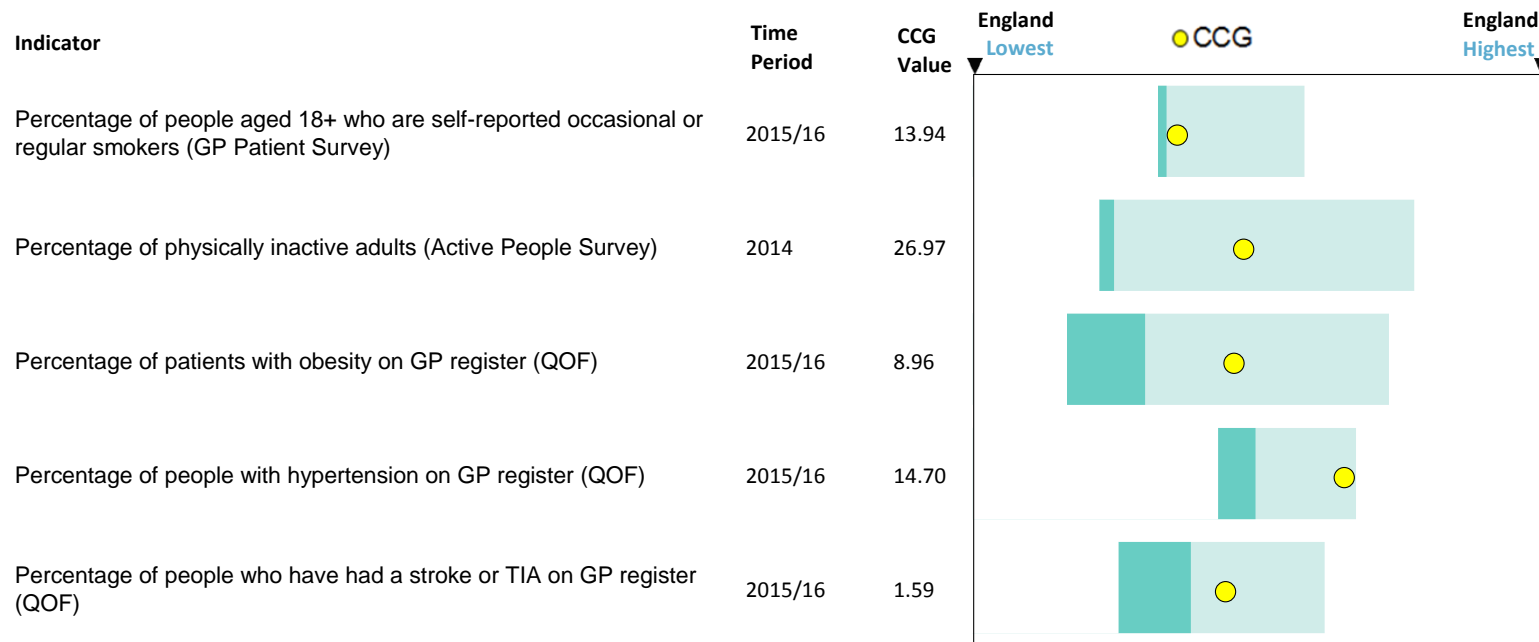 Indicator
Time
Period
CCG
Value
England
Lowest
CCG
England
Highest
Percentage of people aged 18+ who are self-reported occasional or
regular smokers (GP Patient Survey)
2015/16
13.94
Percentage of physically inactive adults (Active People Survey)
2014
26.97
Percentage of patients with obesity on GP register (QOF)
2015/16
8.96
Percentage of people with hypertension on GP register (QOF)
2015/16
14.70
Percentage of people who have had a stroke or TIA on GP register
(QOF)
2015/16
1.59